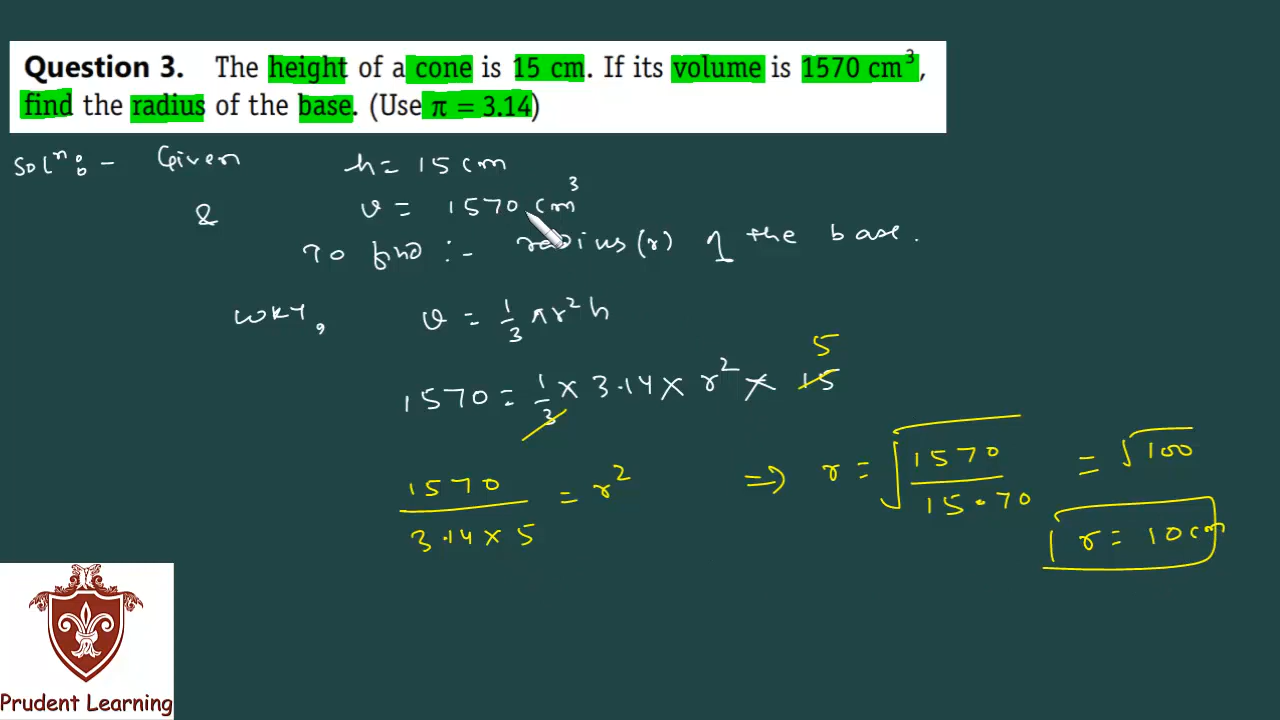 Question 3. The height of a cone is 15 cm. If its volume is 1570 cm³,
find the radius of the base. (Use π = 3.14)
Solⁿ:- Given h = 15 cm
& v = 1570 cm³
To find :- radius (r) of the base.
WKT, v = 1/3 πr²h
1570 = 1/3 × 3.14 × r² × 15 5
1570/3.14 × 5 = r² ⇒ r = √1570/15.70 = √100
r = 10 cm
Prudent Learning